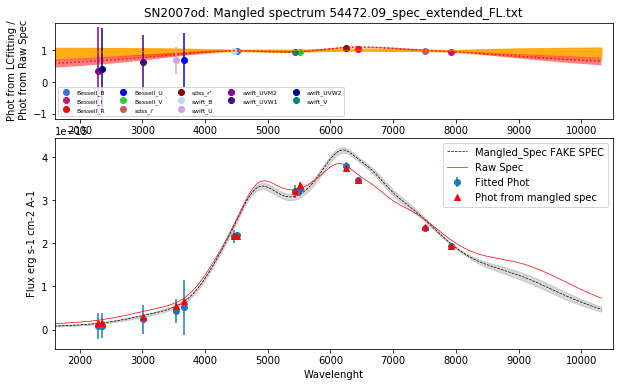 SN2007od: Mangled spectrum 54472.09_spec_extended_FL.txt
Phot from LCfitting /
Phot from Raw Spec
1
0
-1
Bessell_B
Bessell_I
Bessell_R
Bessell_U
Bessell_V
sdss_i'
sdss_r'
swift_B
swift_U
swift_UVM2
swift_UVW1
swift_UVW2
swift_V
2000 3000 4000 5000 6000 7000 8000 9000 10000
Flux erg s-1 cm-2 A-1
4
3
2
1
0
Mangled_Spec FAKE SPEC
Raw Spec
Fitted Phot
Phot from mangled spec
2000 3000 4000 5000 6000 7000 8000 9000 10000
Wavelenght